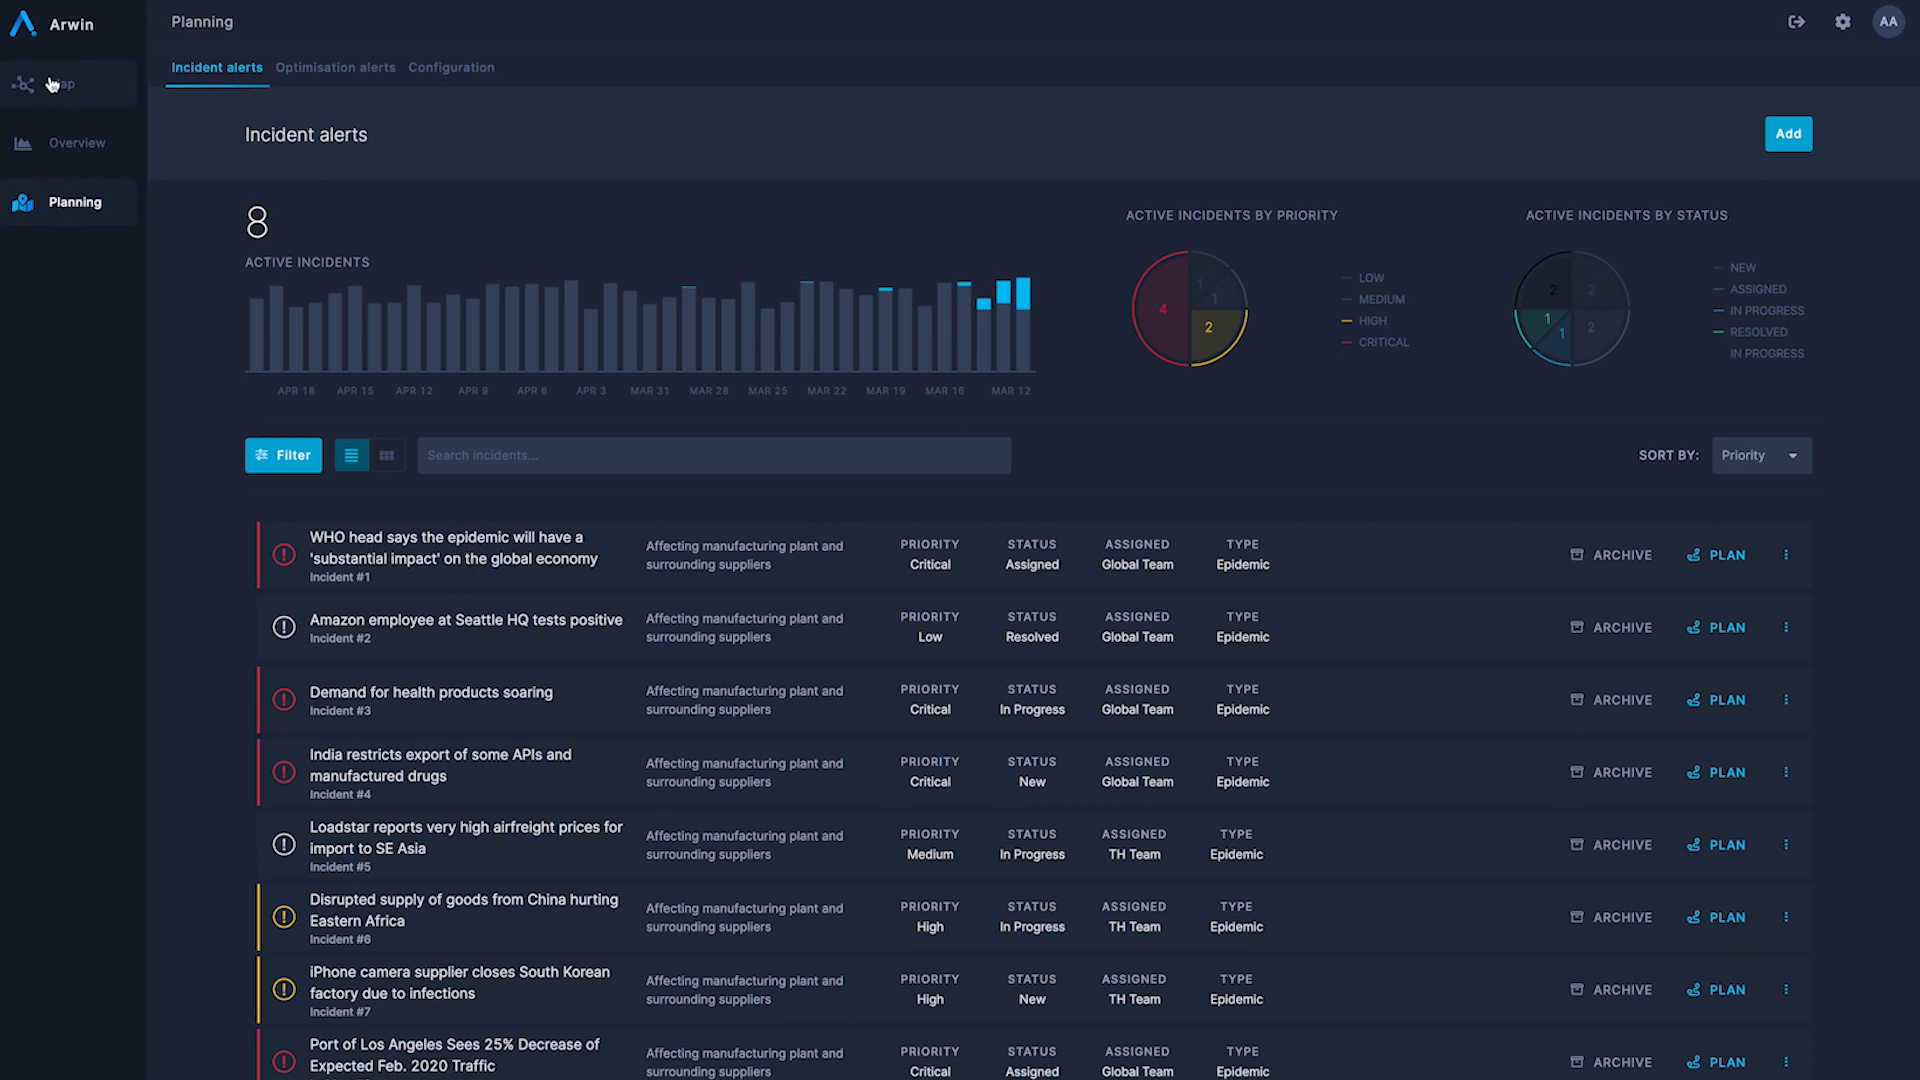 Arwin
Planning
AA
Incident alerts
Optimisation alerts
Configuration
Overview
Planning
Incident alerts
Add
8
ACTIVE INCIDENTS
APR 18
APR 15
APR 12
APR 9
APR 6
APR 3
MAR 31
MAR 28
MAR 25
MAR 22
MAR 19
MAR 16
MAR 12
ACTIVE INCIDENTS BY PRIORITY
1
1
4
2
LOW
MEDIUM
HIGH
CRITICAL
ACTIVE INCIDENTS BY STATUS
2
2
1
1
2
NEW
ASSIGNED
IN PROGRESS
RESOLVED
IN PROGRESS
Filter
Search incidents...
SORT BY:
Priority
WHO head says the epidemic will have a
'substantial impact' on the global economy
Incident #1
Affecting manufacturing plant and
surrounding suppliers
PRIORITY
Critical
STATUS
Assigned
ASSIGNED
Global Team
TYPE
Epidemic
ARCHIVE
PLAN
Amazon employee at Seattle HQ tests positive
Incident #2
Affecting manufacturing plant and
surrounding suppliers
PRIORITY
Low
STATUS
Resolved
ASSIGNED
Global Team
TYPE
Epidemic
ARCHIVE
PLAN
Demand for health products soaring
Incident #3
Affecting manufacturing plant and
surrounding suppliers
PRIORITY
Critical
STATUS
In Progress
ASSIGNED
Global Team
TYPE
Epidemic
ARCHIVE
PLAN
India restricts export of some APIs and
manufactured drugs
Incident #4
Affecting manufacturing plant and
surrounding suppliers
PRIORITY
Critical
STATUS
New
ASSIGNED
Global Team
TYPE
Epidemic
ARCHIVE
PLAN
Loadstar reports very high airfreight prices for
import to SE Asia
Incident #5
Affecting manufacturing plant and
surrounding suppliers
PRIORITY
Medium
STATUS
In Progress
ASSIGNED
TH Team
TYPE
Epidemic
ARCHIVE
PLAN
Disrupted supply of goods from China hurting
Eastern Africa
Incident #6
Affecting manufacturing plant and
surrounding suppliers
PRIORITY
High
STATUS
In Progress
ASSIGNED
TH Team
TYPE
Epidemic
ARCHIVE
PLAN
iPhone camera supplier closes South Korean
factory due to infections
Incident #7
Affecting manufacturing plant and
surrounding suppliers
PRIORITY
High
STATUS
New
ASSIGNED
TH Team
TYPE
Epidemic
ARCHIVE
PLAN
Port of Los Angeles Sees 25% Decrease of
Expected Feb. 2020 Traffic
Affecting manufacturing plant and
surrounding suppliers
PRIORITY
Critical
STATUS
Assigned
ASSIGNED
Global Team
TYPE
Epidemic
ARCHIVE
PLAN